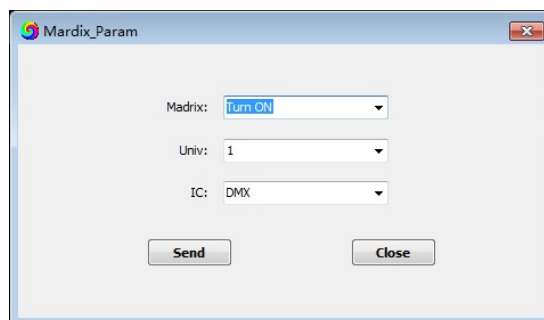 Mardix_Param
Madrix: Turn ON
Univ: 1
IC: DMX
Send Close